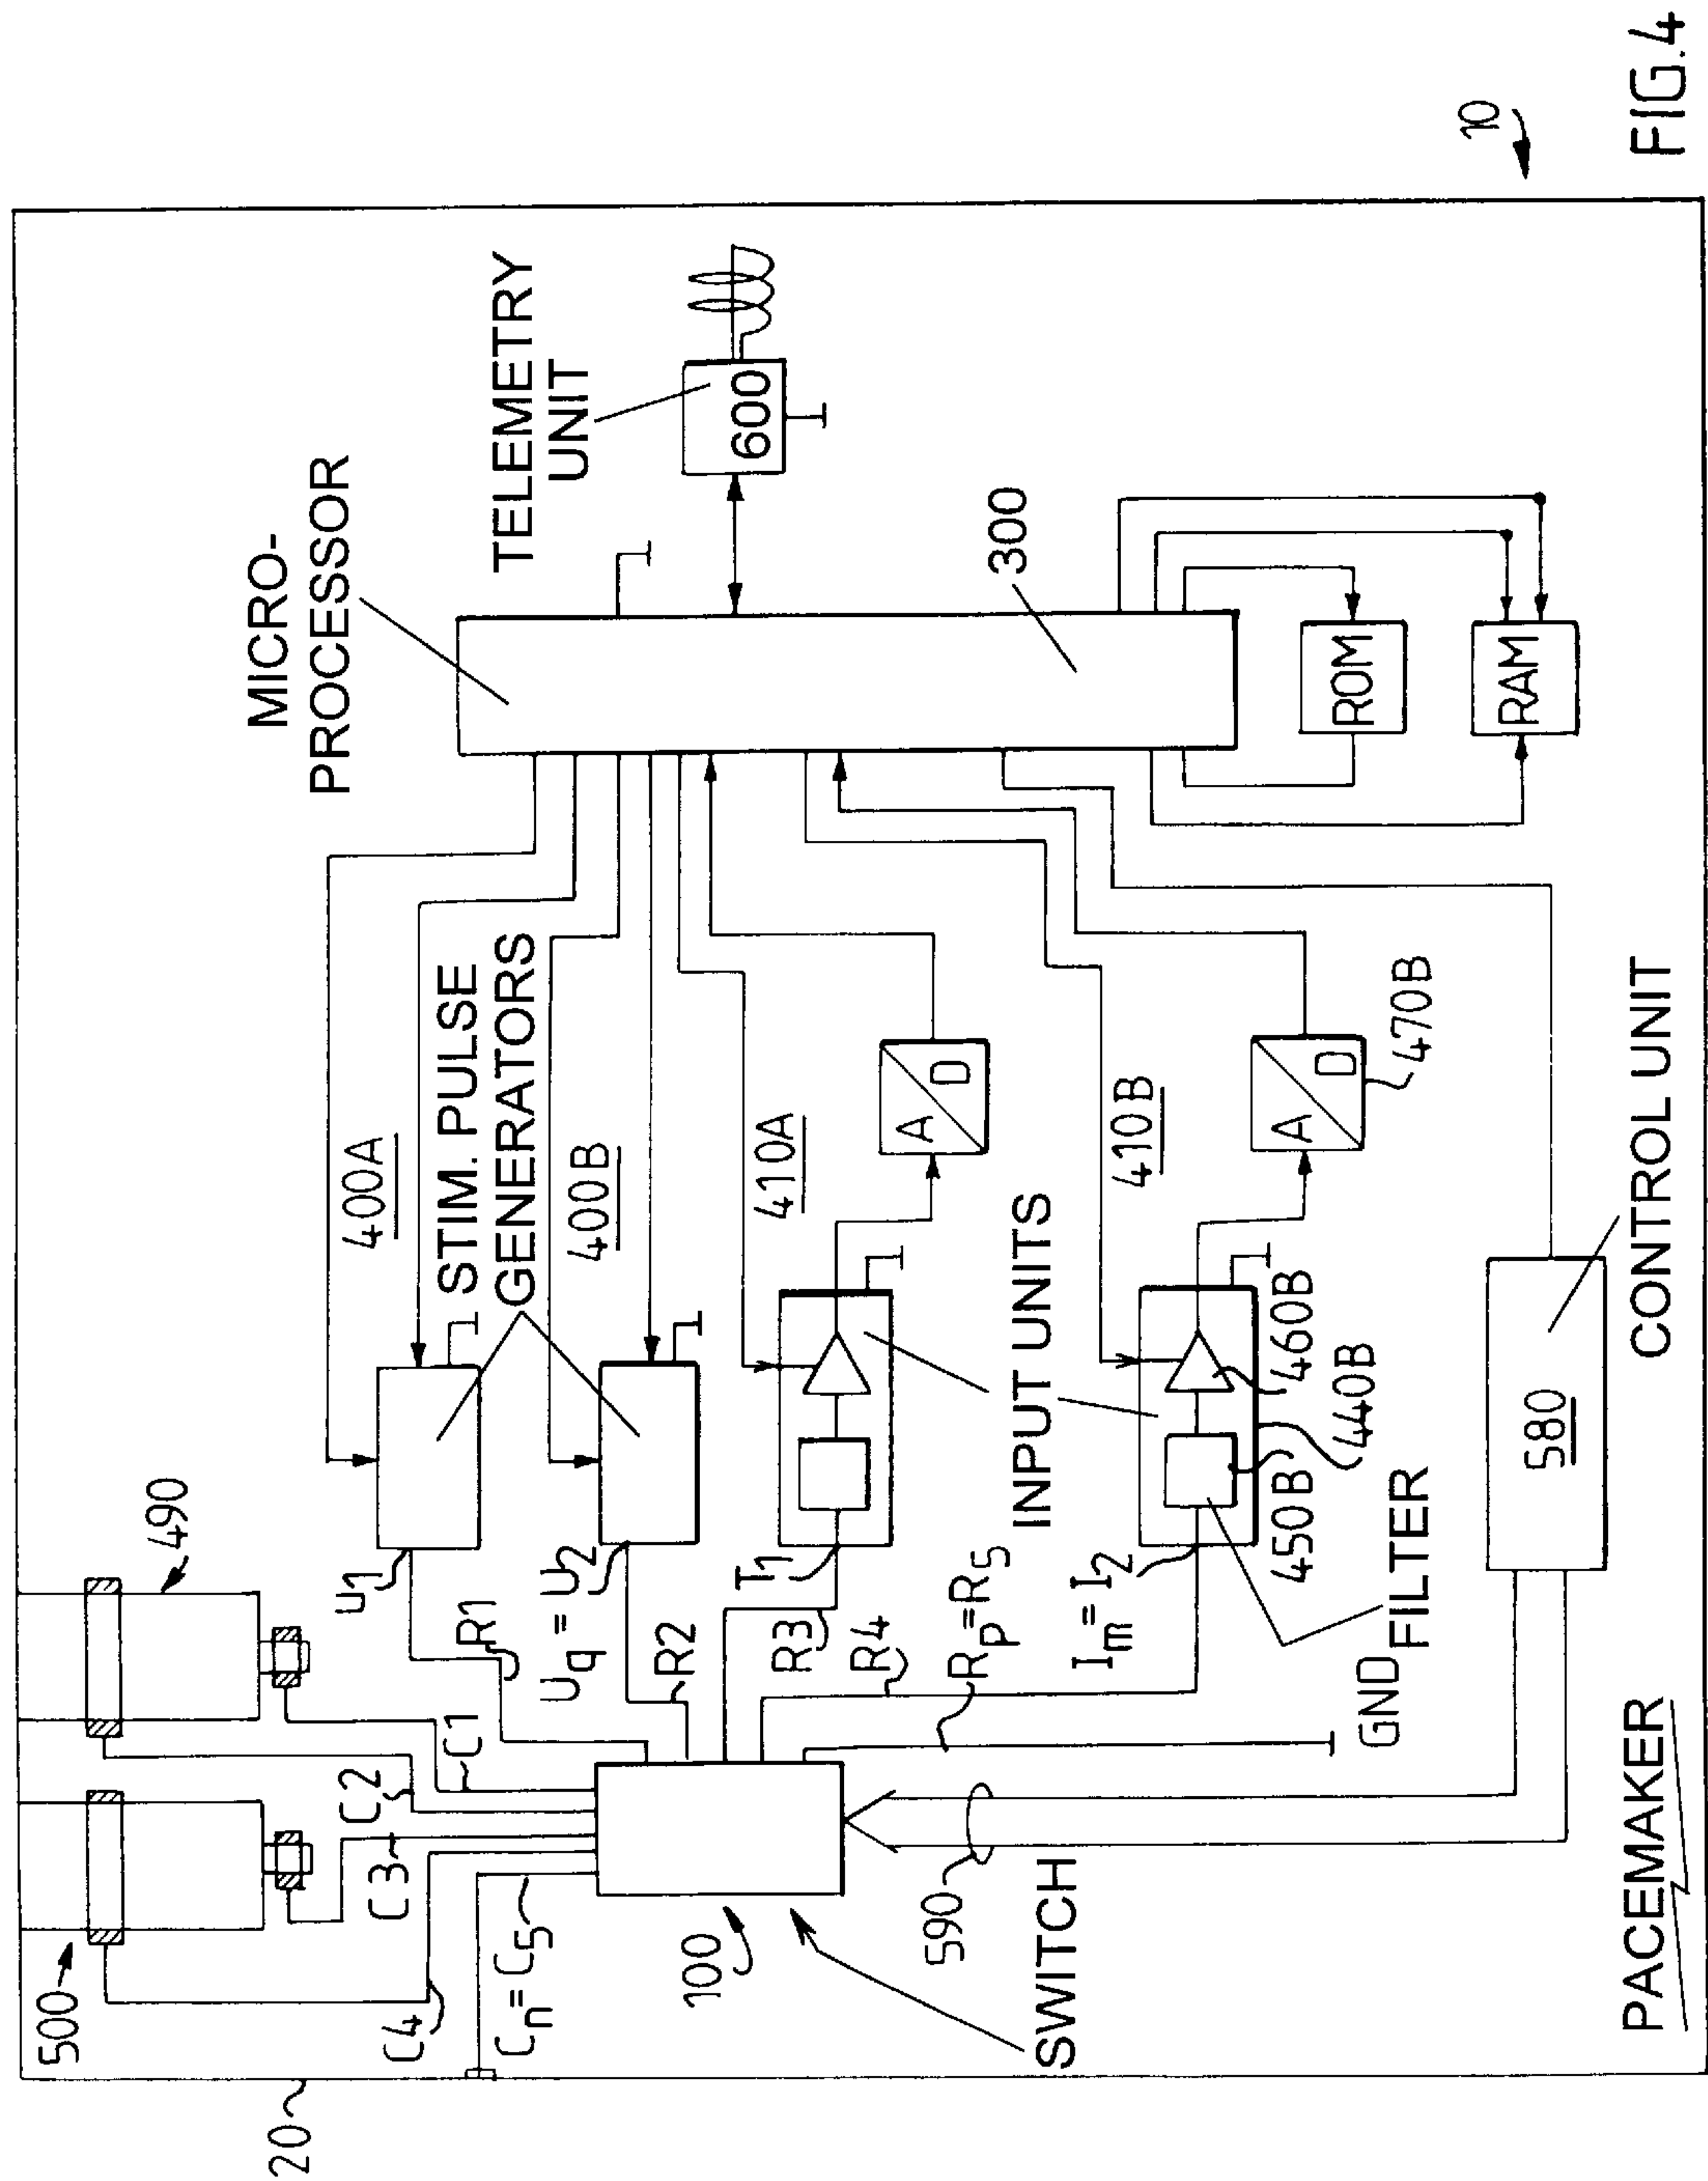 FIG.4
10
20
500
490
C4
C3
C2
C1
Cn = C5
100
SWITCH
590
u1
R1
Uq = U2
R2
T1
R3
R4
Rp = R5
Im = I2
GND
400A
STIM. PULSE
GENERATORS
400B
410A
A
D
INPUT UNITS
410B
460B
440B
450B
FILTER
A
D
470B
580
CONTROL UNIT
MICRO-
PROCESSOR
300
TELEMETRY
UNIT
600
ROM
RAM
PACEMAKER